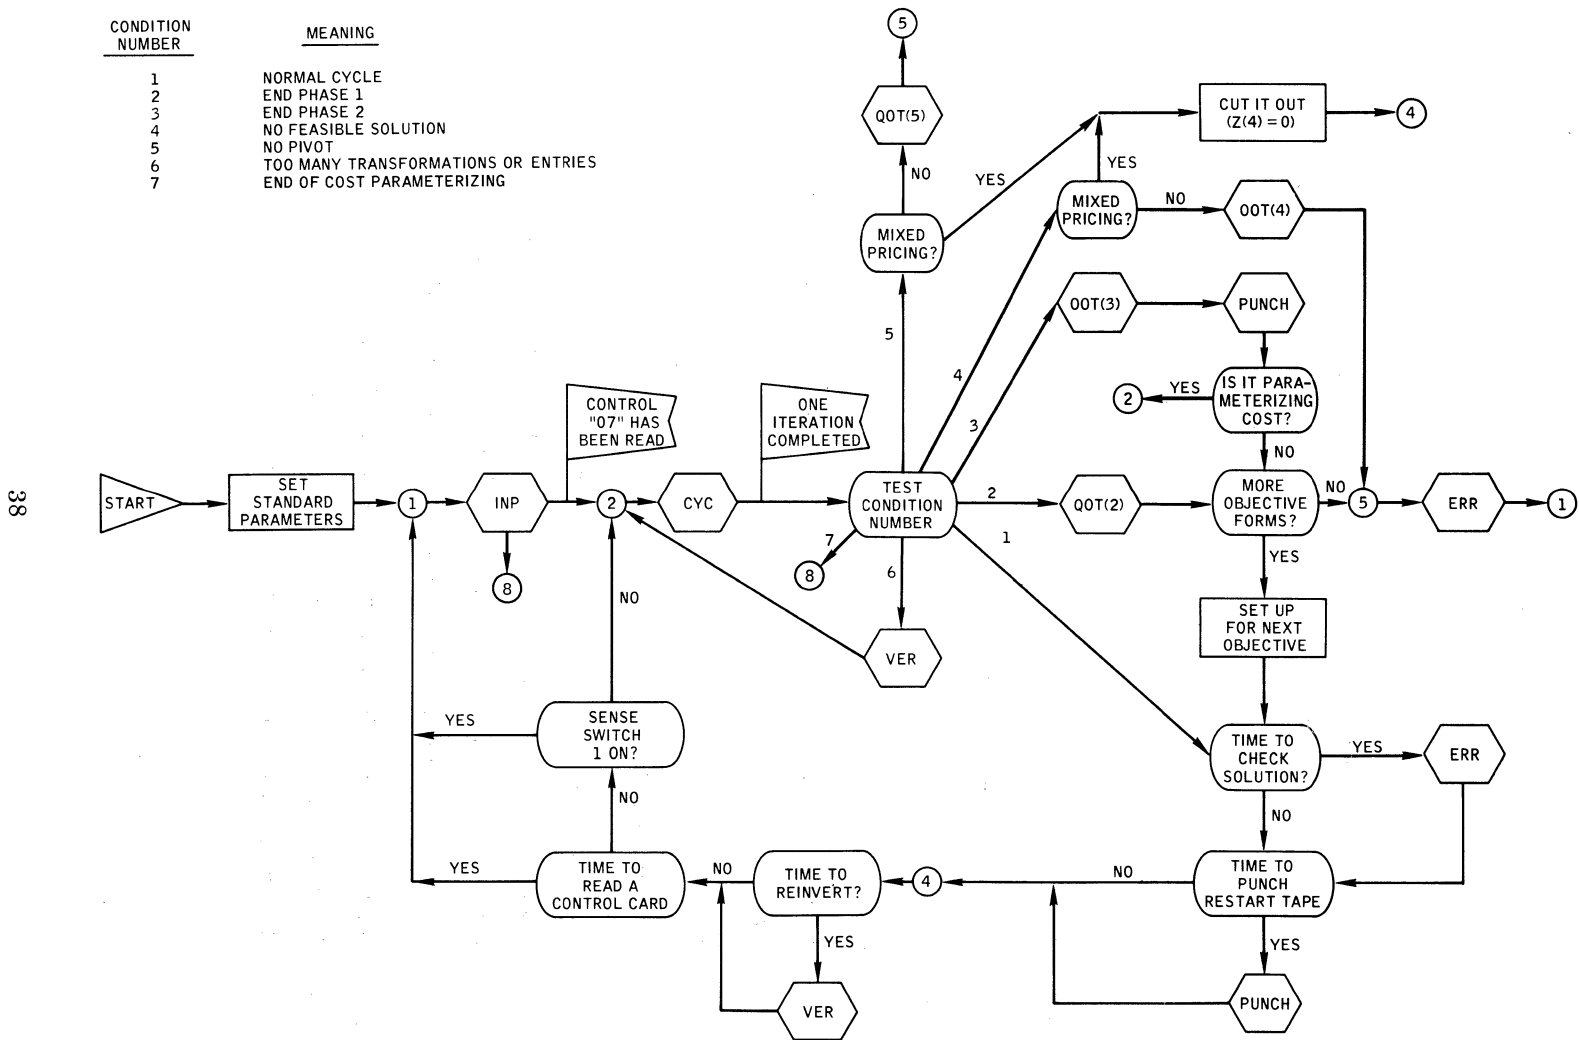 CONDITION
NUMBER
MEANING
1 NORMAL CYCLE
2 END PHASE 1
3 END PHASE 2
4 NO FEASIBLE SOLUTION
5 NO PIVOT
6 TOO MANY TRANSFORMATIONS OR ENTRIES
7 END OF COST PARAMETERIZING
5
QOT(5)
NO
MIXED
PRICING?
YES
5
CUT IT OUT
(Z(4) = 0)
4
YES
MIXED
PRICING?
NO
OOT(4)
4
OOT(3)
PUNCH
3
IS IT PARA-
METERIZING
COST?
YES
2
NO
CONTROL
"07" HAS
BEEN READ
ONE
ITERATION
COMPLETED
START
SET
STANDARD
PARAMETERS
1
INP
8
2
CYC
TEST
CONDITION
NUMBER
2
QOT(2)
MORE
OBJECTIVE
FORMS?
NO
5
ERR
1
1
7
8
6
VER
YES
SET UP
FOR NEXT
OBJECTIVE
NO
SENSE
SWITCH
1 ON?
YES
NO
TIME TO
CHECK
SOLUTION?
YES
ERR
NO
TIME TO
READ A
CONTROL CARD
YES
NO
TIME TO
REINVERT?
4
NO
TIME TO
PUNCH
RESTART TAPE
YES
VER
YES
PUNCH
38